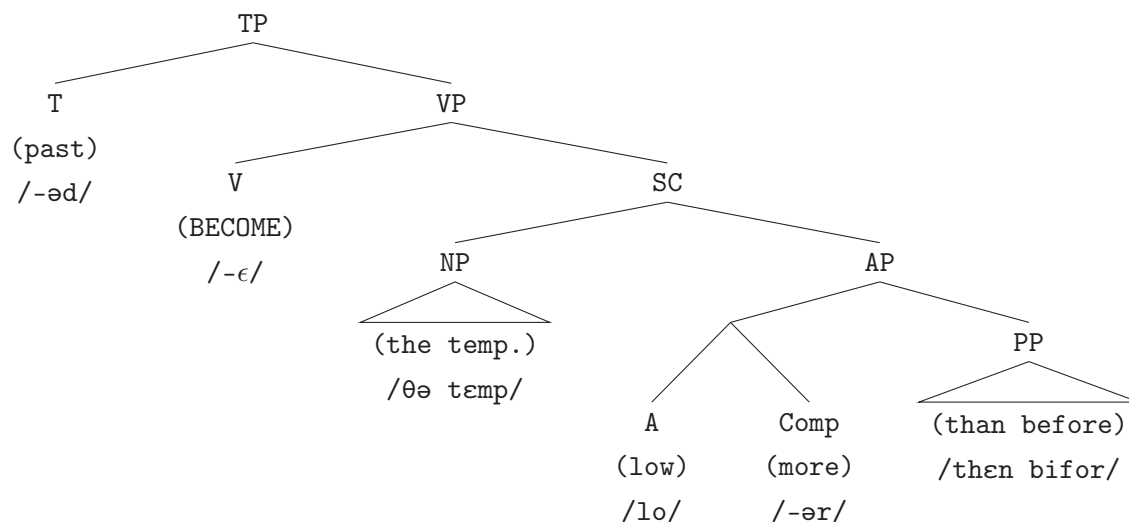 TP
T VP
(past)
/-əd/
V SC
(BECOME)
/-ϵ/
NP AP
(the temp.)
/θə tɛmp/
PP
A Comp (than before)
(low) (more) /thɛn bifor/
/lo/ /-ər/